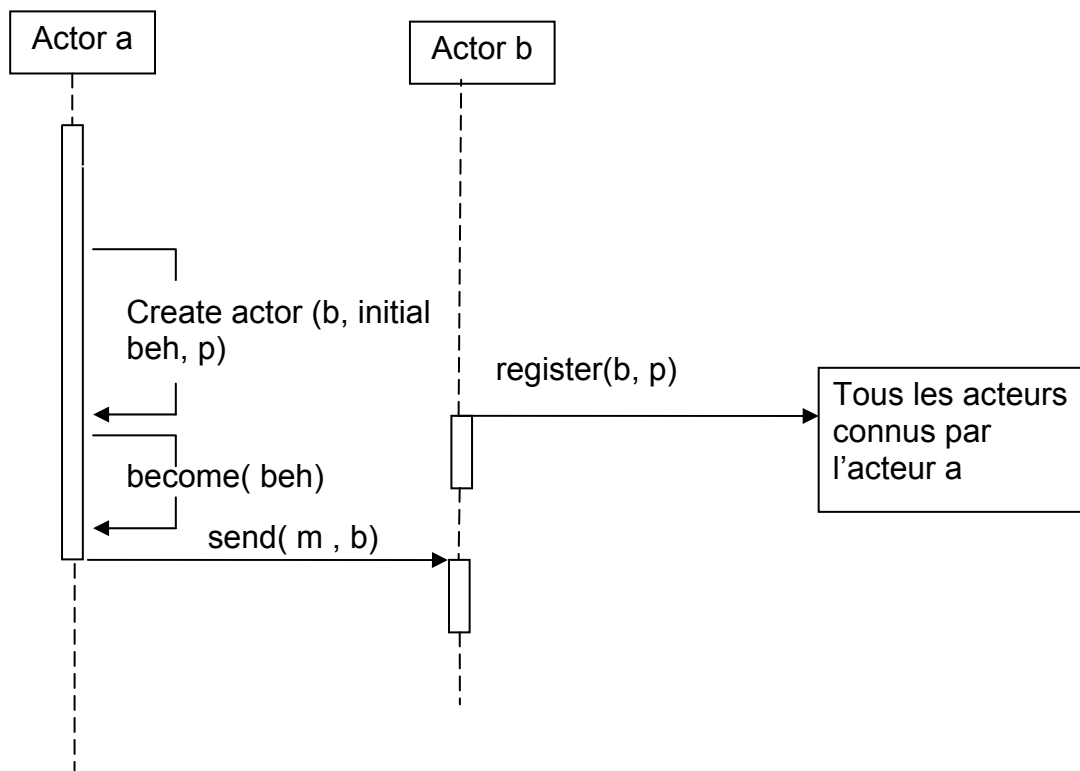 Actor a
Actor b
Create actor (b, initial
beh, p)
register(b, p)
Tous les acteurs
connus par
l’acteur a
become( beh)
send( m , b)